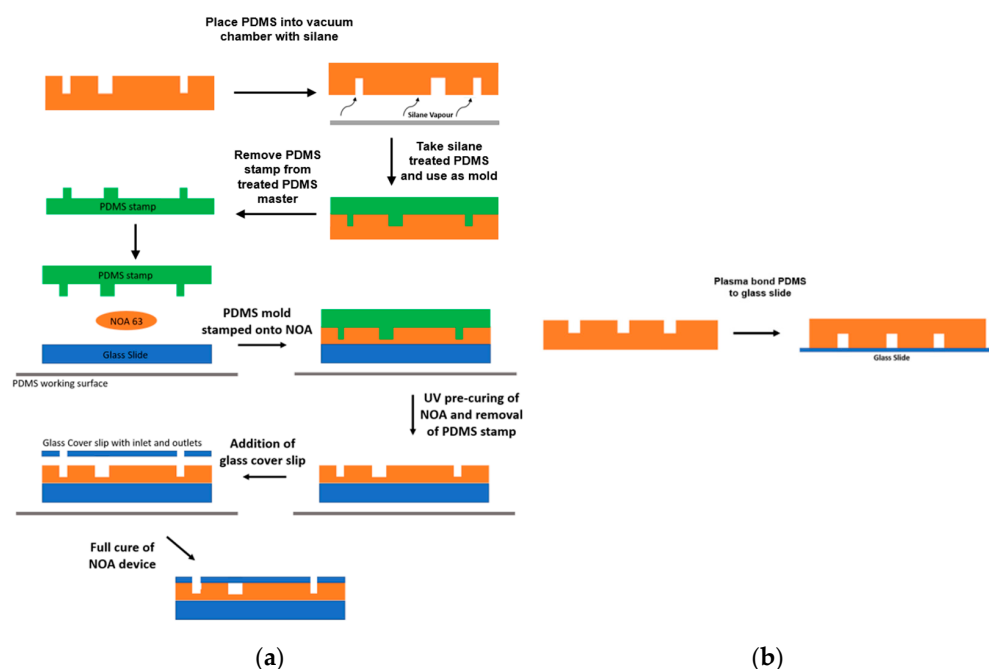 Place PDMS into vacuum
chamber with silane
Silane Vapour
Take silane
treated PDMS
and use as mold
Remove PDMS
stamp from
treated PDMS
master
PDMS stamp
PDMS stamp
NOA 63
Glass Slide
PDMS working surface
PDMS mold
stamped onto NOA
UV pre-curing of
NOA and removal
of PDMS stamp
Glass Cover slip with inlet and outlets
Addition of
glass cover slip
Full cure of
NOA device
(a)
Plasma bond PDMS
to glass slide
Glass Slide
(b)